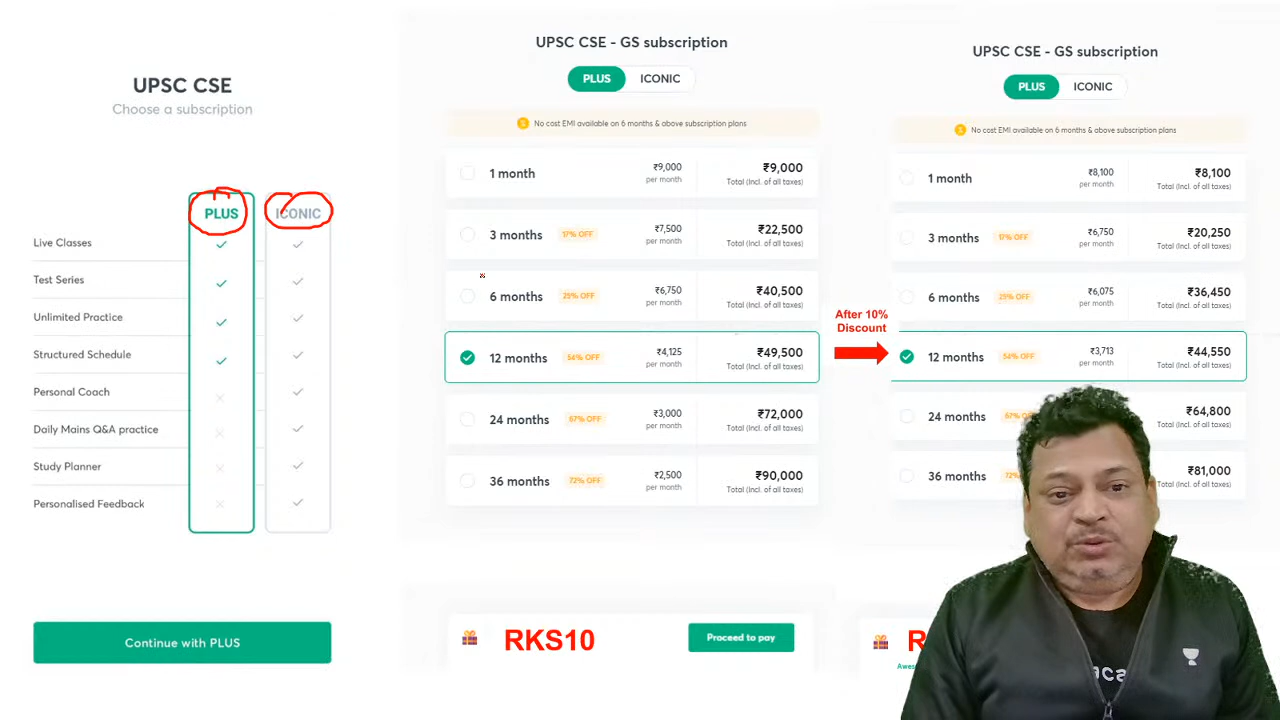 UPSC CSE
Choose a subscription
PLUS
ICONIC
Live Classes
Test Series
Unlimited Practice
Structured Schedule
Personal Coach
Daily Mains Q&A practice
Study Planner
Personalised Feedback
Continue with PLUS
UPSC CSE - GS subscription
PLUS
ICONIC
No cost EMI available on 6 months & above subscription plans
1 month
₹9,000
per month
₹9,000
Total (Incl. of all taxes)
3 months
17% OFF
₹7,500
per month
₹22,500
Total (Incl. of all taxes)
6 months
25% OFF
₹6,750
per month
₹40,500
Total (Incl. of all taxes)
12 months
54% OFF
₹4,125
per month
₹49,500
Total (Incl. of all taxes)
24 months
67% OFF
₹3,000
per month
₹72,000
Total (Incl. of all taxes)
36 months
72% OFF
₹2,500
per month
₹90,000
Total (Incl. of all taxes)
RKS10
Proceed to pay
After 10%
Discount
UPSC CSE - GS subscription
PLUS
ICONIC
No cost EMI available on 6 months & above subscription plans
1 month
₹8,100
per month
₹8,100
Total (Incl. of all taxes)
3 months
17% OFF
₹6,750
per month
₹20,250
Total (Incl. of all taxes)
6 months
25% OFF
₹6,075
per month
₹36,450
Total (Incl. of all taxes)
12 months
54% OFF
₹3,713
per month
₹44,550
Total (Incl. of all taxes)
24 months
67% OFF
₹64,800
Total (Incl. of all taxes)
36 months
₹81,000
Total (Incl. of all taxes)